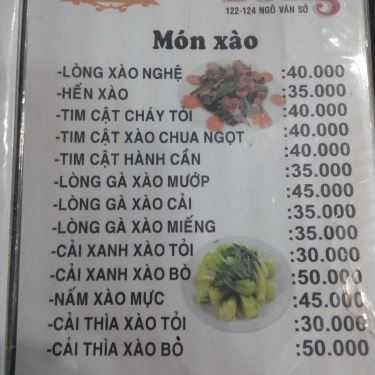 122-124 NGÔ VĂN SỞ
Món xào
-LÒNG XÀO NGHỆ :40.000
-HẾN XÀO :35.000
-TIM CẬT CHÁY TỎI :40.000
-TIM CẬT XÀO CHUA NGỌT :40.000
-TIM CẬT HÀNH CẦN :40.000
-LÒNG GÀ XÀO MƯỚP :35.000
-LÒNG GÀ XÀO CẢI :45.000
-LÒNG GÀ XÀO MIẾNG :35.000
-CẢI XANH XÀO TỎI :30.000
-CẢI XANH XÀO BÒ :50.000
-NẤM XÀO MỰC :45.000
-CẢI THÌA XÀO TỎI :30.000
-CẢI THÌA XÀO BÒ :50.000